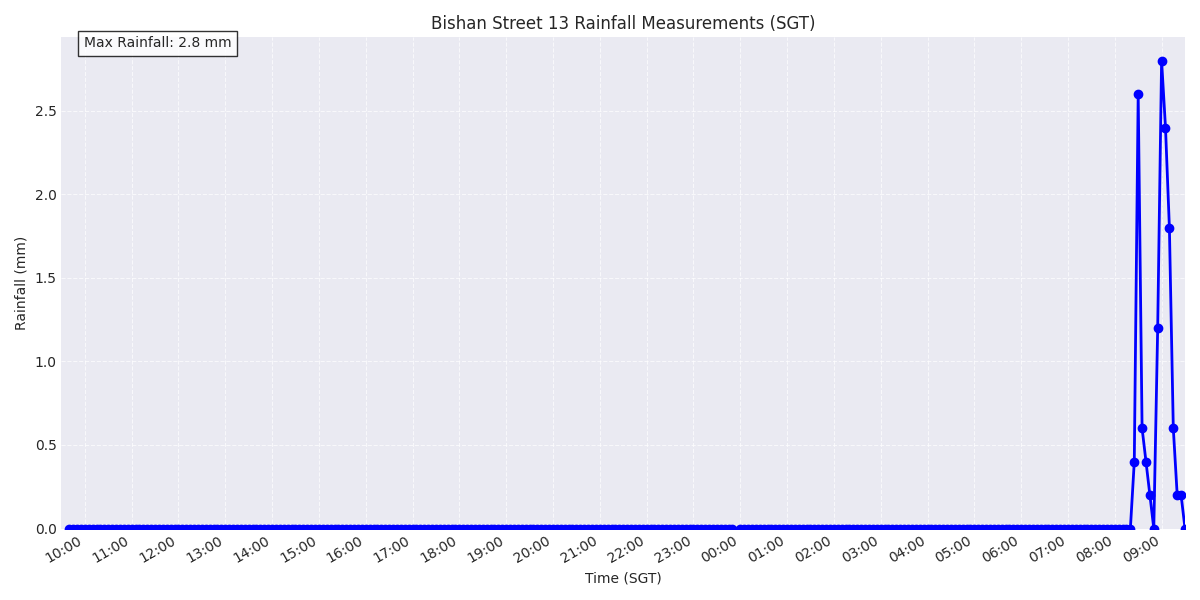 Bishan Street 13 Rainfall Measurements (SGT)
Max Rainfall: 2.8 mm
Rainfall (mm)
2.5
2.0
1.5
1.0
0.5
0.0
10:00 11:00 12:00 13:00 14:00 15:00 16:00 17:00 18:00 19:00 20:00 21:00 22:00 23:00 00:00 01:00 02:00 03:00 04:00 05:00 06:00 07:00 08:00 09:00
Time (SGT)